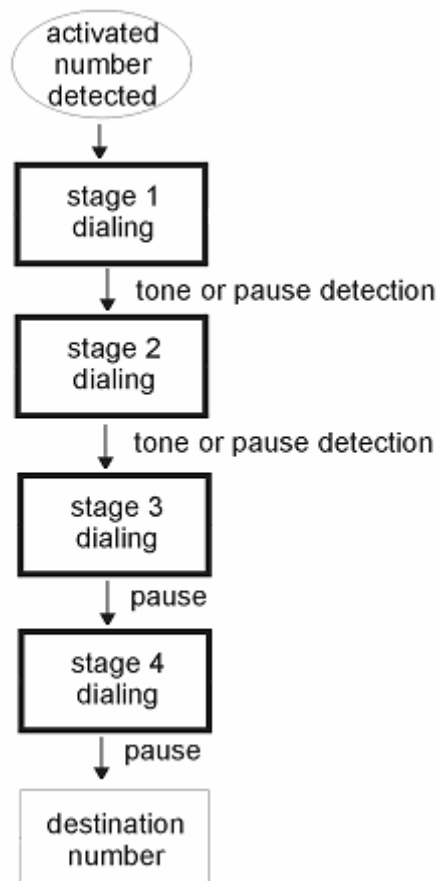 activated
number
detected
stage 1
dialing
tone or pause detection
stage 2
dialing
tone or pause detection
stage 3
dialing
pause
stage 4
dialing
pause
destination
number